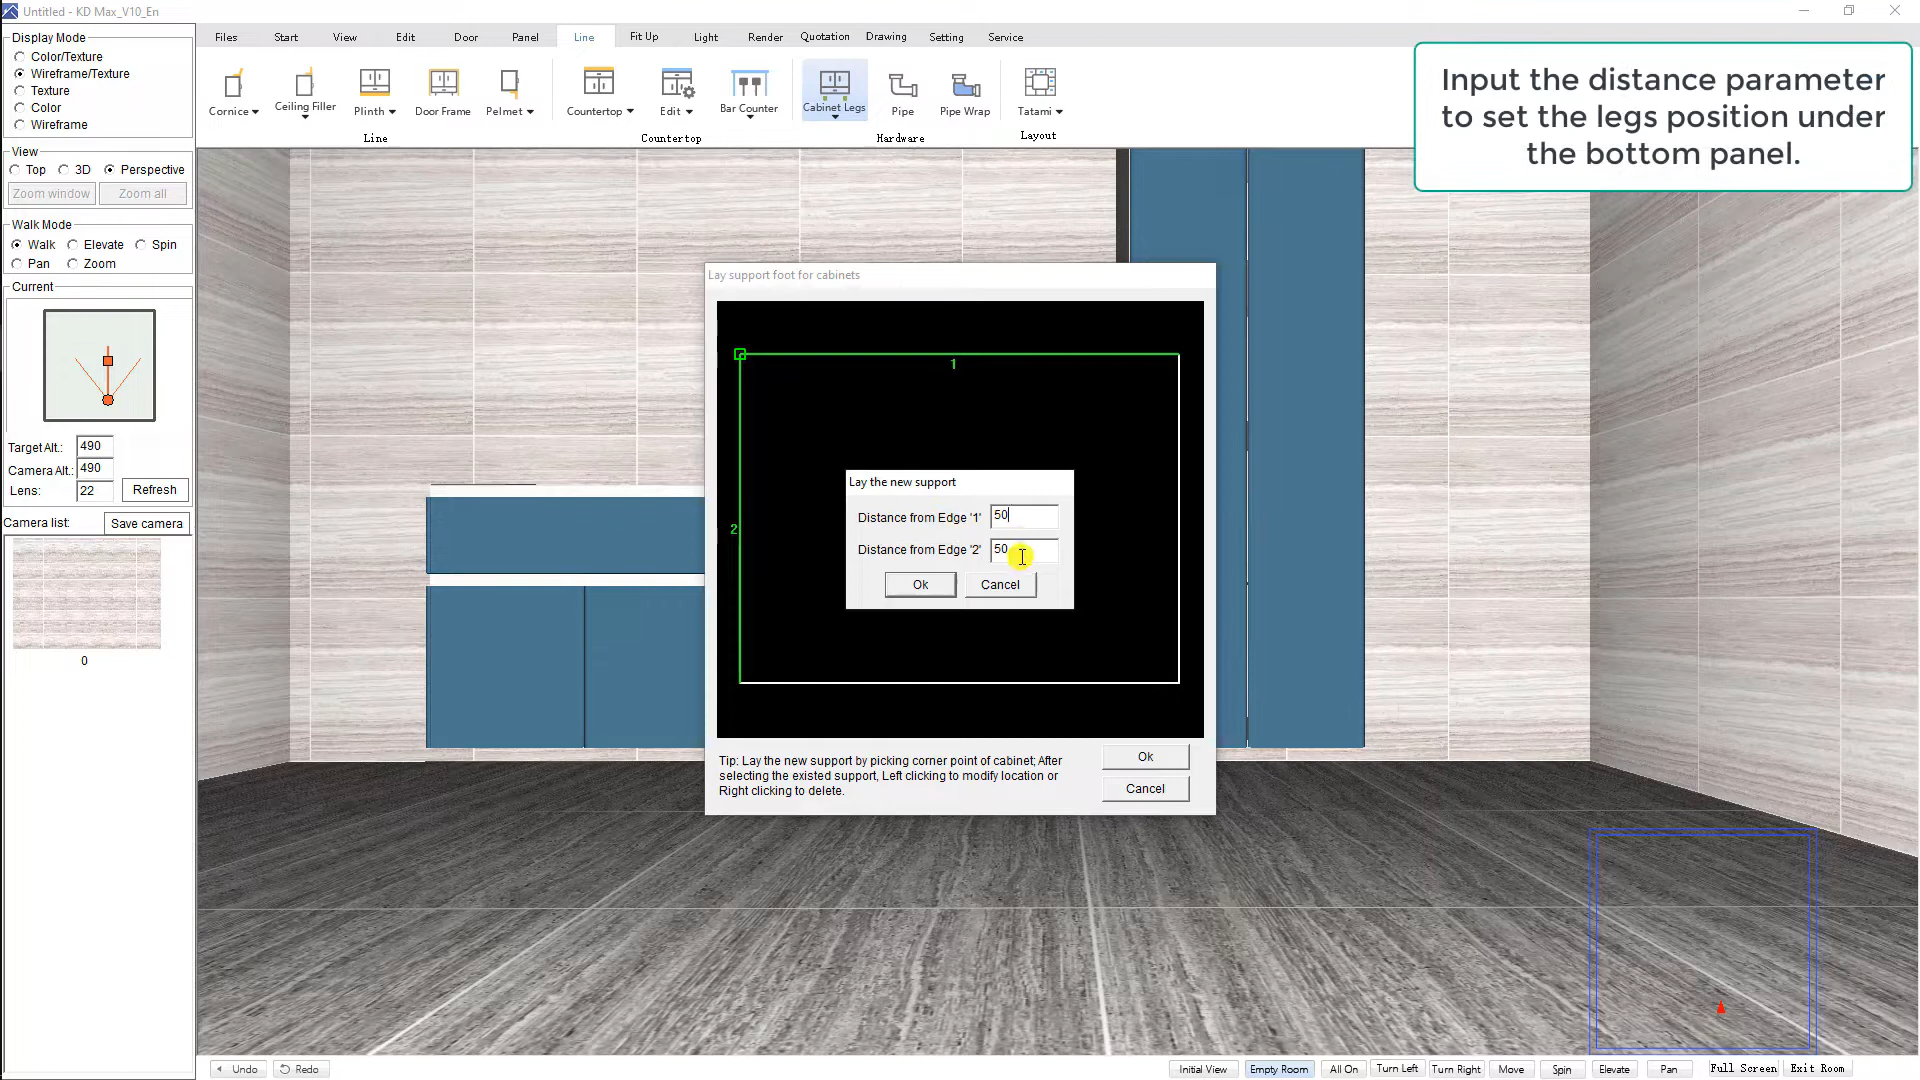 Untitled - KD Max_V10_En
Files Start View Edit Door Panel Line Fit Up Light Render Quotation Drawing Setting Service
Cornice Ceiling Filler Plinth Door Frame Pelmet Countertop Edit Bar Counter Cabinet Legs Pipe Pipe Wrap Tatami
Line Countertop Hardware Layout
Input the distance parameter
to set the legs position under
the bottom panel.
Display Mode
Color/Texture
Wireframe/Texture
Texture
Color
Wireframe
View
Top 3D Perspective
Zoom window Zoom all
Walk Mode
Walk Elevate Spin
Pan Zoom
Current
Target Alt.: 490
Camera Alt.: 490
Lens: 22 Refresh
Camera list: Save camera
0
Lay support foot for cabinets
1
2
Lay the new support
Distance from Edge '1' 50
Distance from Edge '2' 50
Ok Cancel
Tip: Lay the new support by picking corner point of cabinet; After
selecting the existed support, Left clicking to modify location or
Right clicking to delete.
Ok
Cancel
Undo Redo Initial View Empty Room All On Turn Left Turn Right Move Spin Elevate Pan Full Screen Exit Room